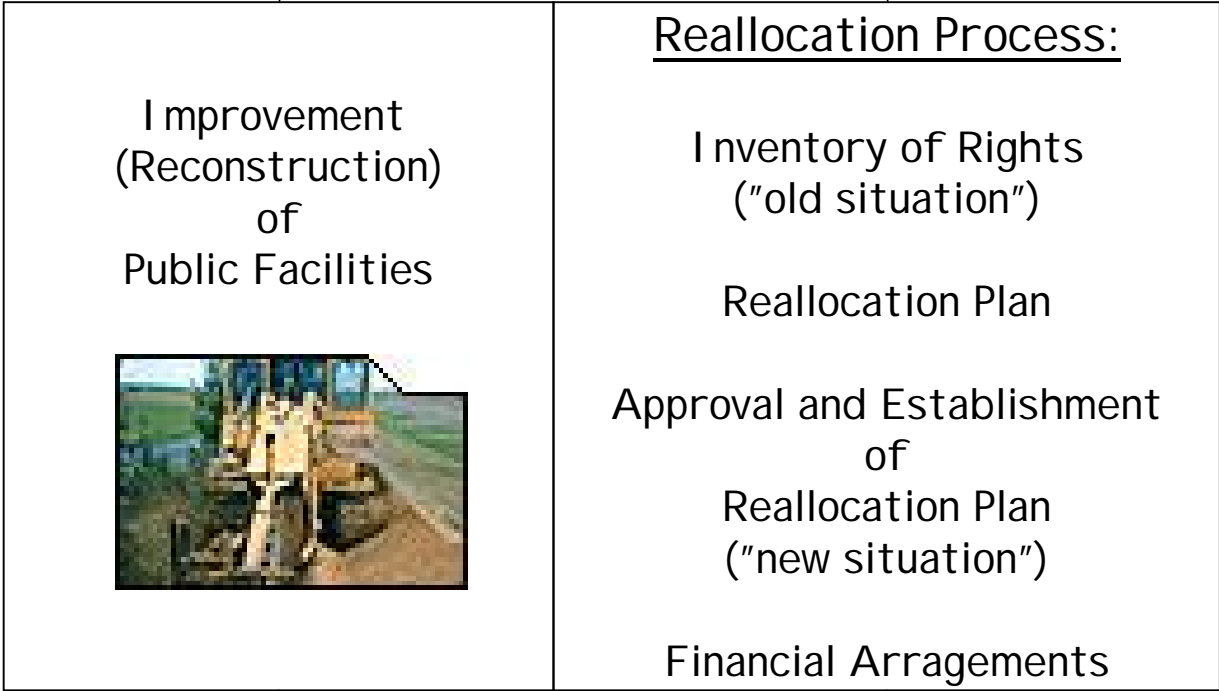 Improvement
(Reconstruction)
of
Public Facilities
Reallocation Process:
Inventory of Rights
("old situation")
Reallocation Plan
Approval and Establishment
of
Reallocation Plan
("new situation")
Financial Arragements